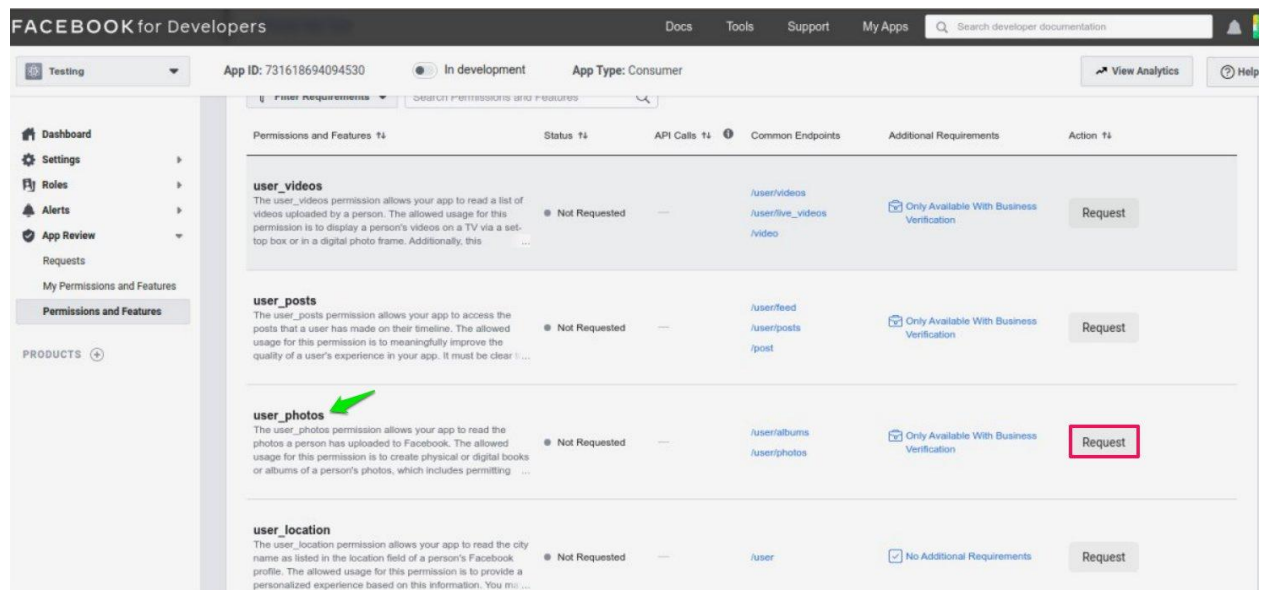 FACEBOOK for Developers
Docs
Tools
Support
My Apps
Search developer documentation
Testing
App ID: 731618694094530
In development
App Type: Consumer
View Analytics
Help
Filter Requirements
Search Permissions and Features
Dashboard
Settings
Roles
Alerts
App Review
Requests
My Permissions and Features
Permissions and Features
PRODUCTS
Permissions and Features
Status
API Calls
Common Endpoints
Additional Requirements
Action
user_videos
The user_videos permission allows your app to read a list of
videos uploaded by a person. The allowed usage for this
permission is to display a person's videos on a TV via a set-
top box or in a digital photo frame. Additionally, this ...
Not Requested
—
/user/videos
/user/live_videos
/video
Only Available With Business
Verification
Request
user_posts
The user_posts permission allows your app to access the
posts that a user has made on their timeline. The allowed
usage for this permission is to meaningfully improve the
quality of a user's experience in your app. It must be clear ...
Not Requested
—
/user/feed
/user/posts
/post
Only Available With Business
Verification
Request
user_photos
The user_photos permission allows your app to read the
photos a person has uploaded to Facebook. The allowed
usage for this permission is to create physical or digital books
or albums of a person's photos, which includes permitting ...
Not Requested
—
/user/albums
/user/photos
Only Available With Business
Verification
Request
user_location
The user_location permission allows your app to read the city
name as listed in the location field of a person's Facebook
profile. The allowed usage for this permission is to provide a
personalized experience based on this information. You ...
Not Requested
—
/user
No Additional Requirements
Request